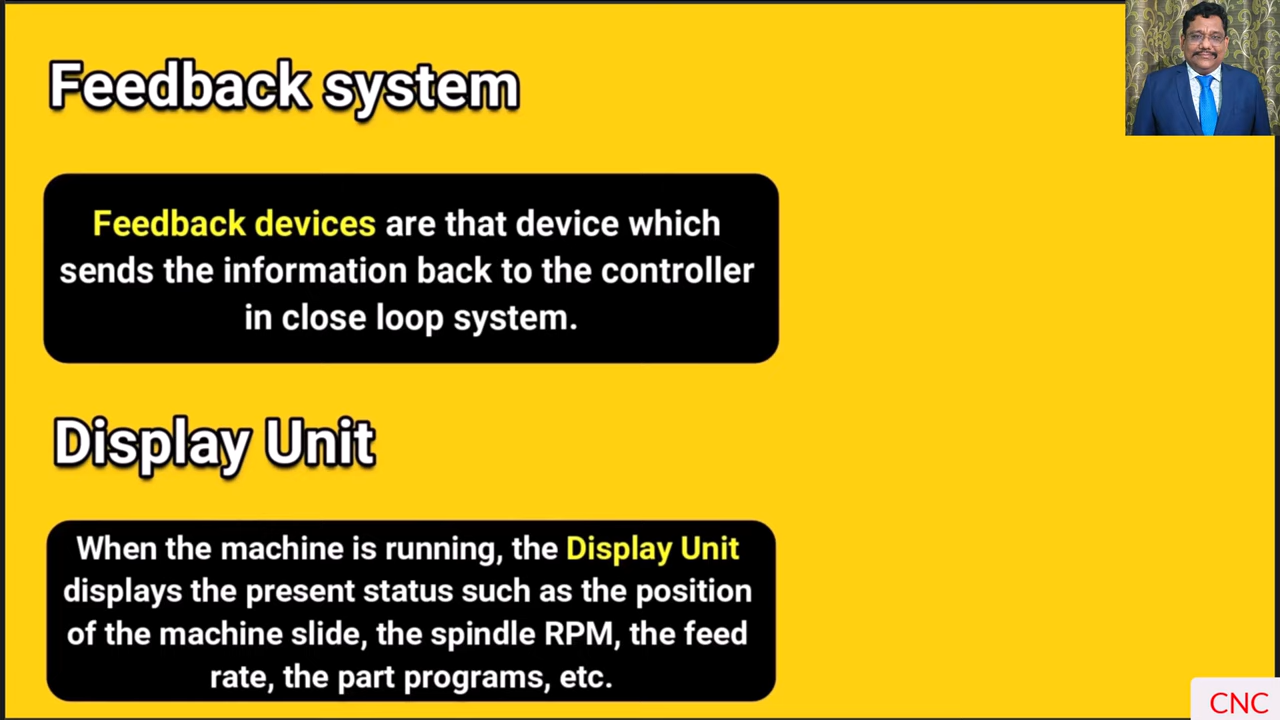 Feedback system
Feedback devices are that device which
sends the information back to the controller
in close loop system.
Display Unit
When the machine is running, the Display Unit
displays the present status such as the position
of the machine slide, the spindle RPM, the feed
rate, the part programs, etc.
CNC